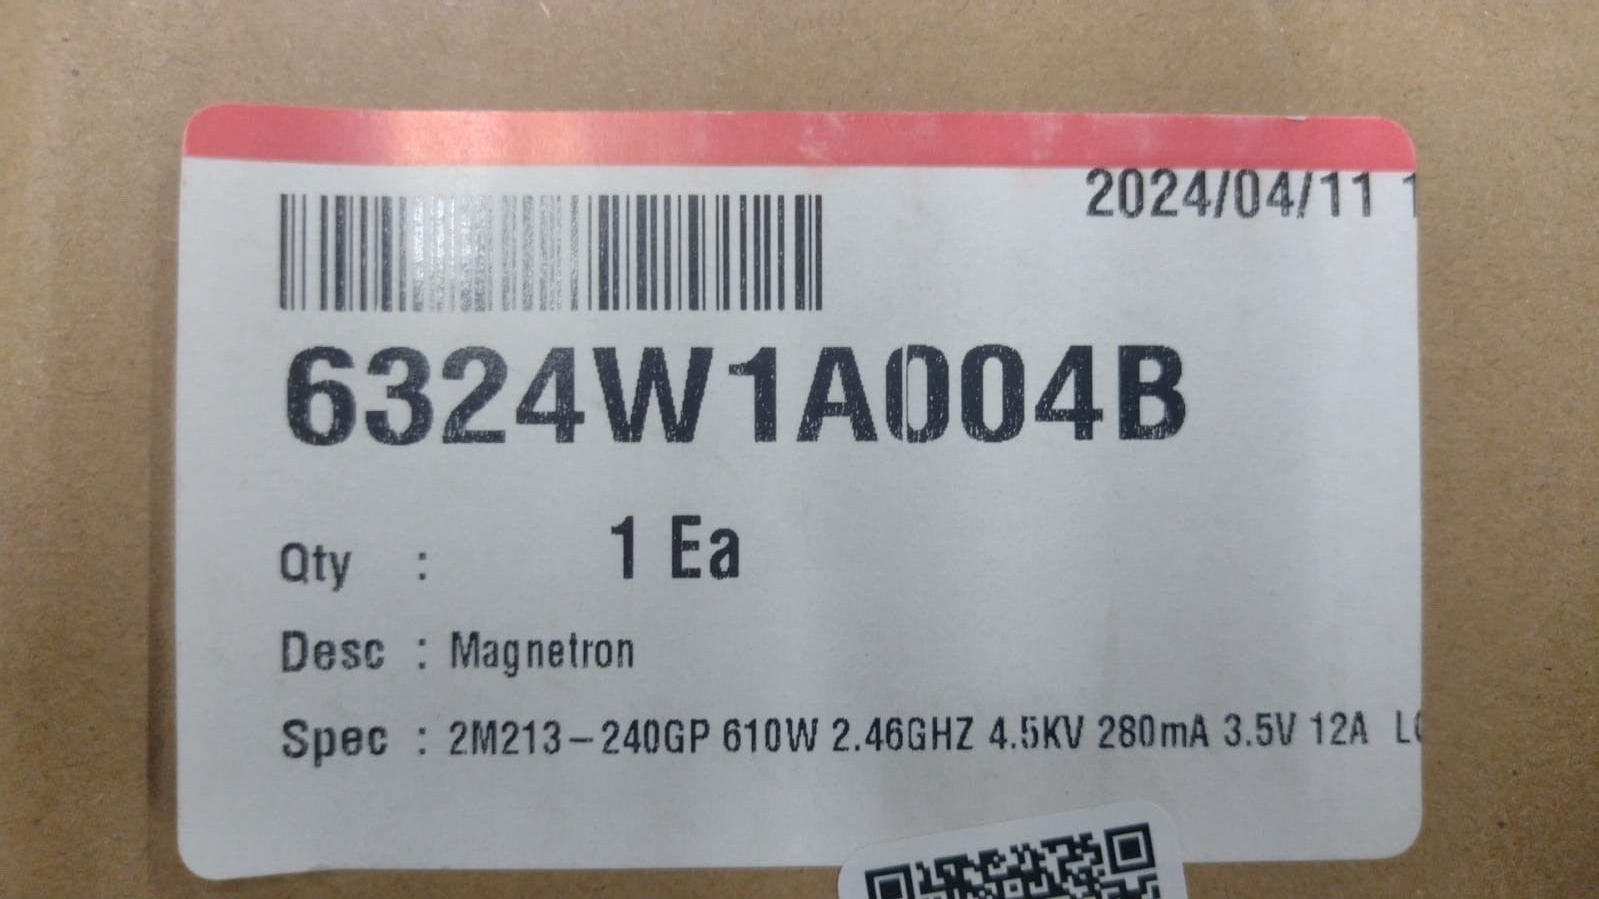 2024/04/11
6324W1A004B
Qty : 1 Ea
Desc : Magnetron
Spec : 2M213-240GP 610W 2.46GHZ 4.5KV 280mA 3.5V 12A